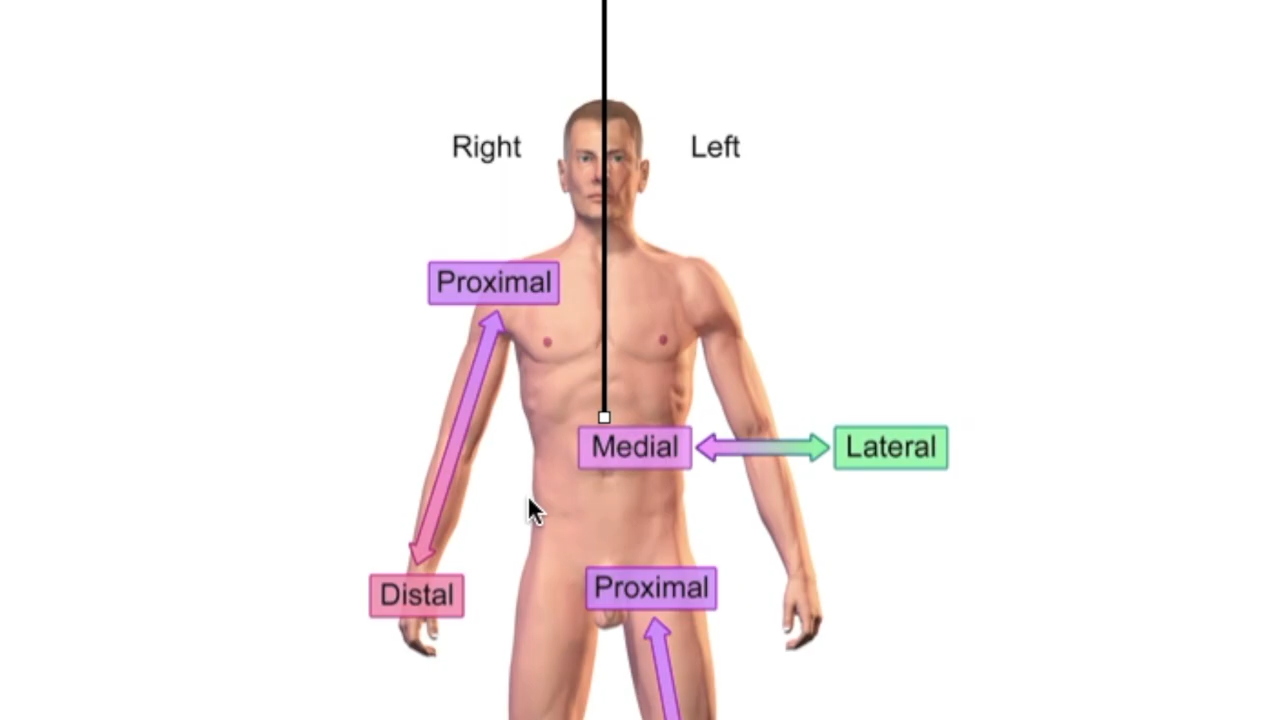 Right
Left
Proximal
Medial
Lateral
Distal
Proximal